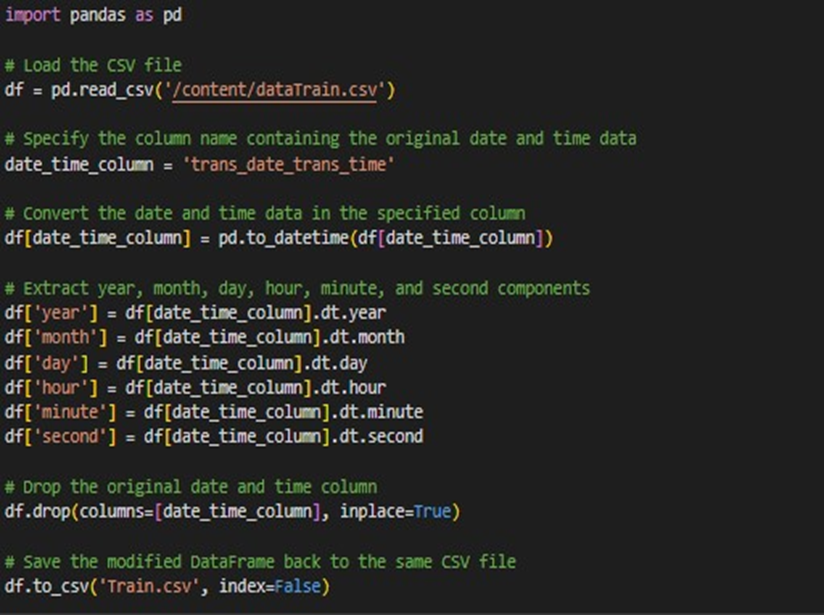 import pandas as pd
# Load the CSV file
df = pd.read_csv('/content/dataTrain.csv')
# Specify the column name containing the original date and time data
date_time_column = 'trans_date_trans_time'
# Convert the date and time data in the specified column
df[date_time_column] = pd.to_datetime(df[date_time_column])
# Extract year, month, day, hour, minute, and second components
df['year'] = df[date_time_column].dt.year
df['month'] = df[date_time_column].dt.month
df['day'] = df[date_time_column].dt.day
df['hour'] = df[date_time_column].dt.hour
df['minute'] = df[date_time_column].dt.minute
df['second'] = df[date_time_column].dt.second
# Drop the original date and time column
df.drop(columns=[date_time_column], inplace=True)
# Save the modified DataFrame back to the same CSV file
df.to_csv('Train.csv', index=False)